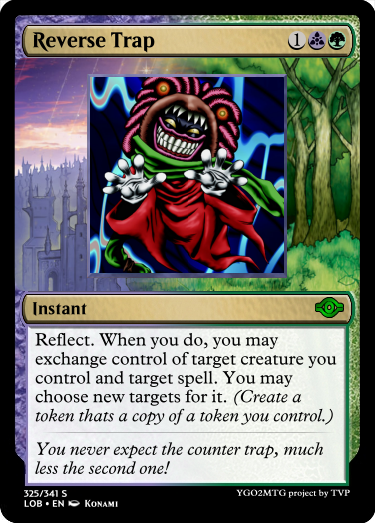 Reverse Trap 1
Instant
Reflect. When you do, you may
exchange control of target creature you
control and target spell. You may
choose new targets for it. (Create a
token thats a copy of a token you control.)
You never expect the counter trap, much
less the second one!
325/341 S
LOB • EN Konami
YGO2MTG project by TVP